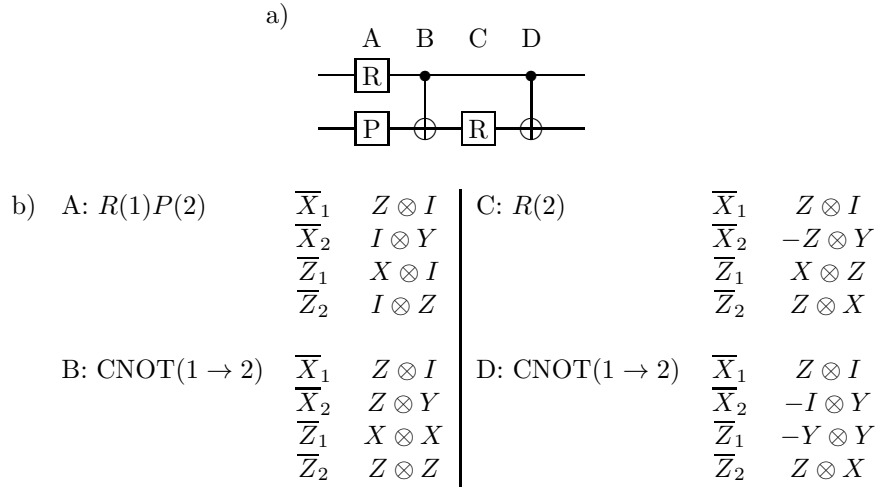 a)
A B C D
R
P R
b) A: R(1)P(2) X̅₁ Z ⊗ I C: R(2) X̅₁ Z ⊗ I
X̅₂ I ⊗ Y X̅₂ −Z ⊗ Y
Z̅₁ X ⊗ I Z̅₁ X ⊗ Z
Z̅₂ I ⊗ Z Z̅₂ Z ⊗ X
B: CNOT(1 → 2) X̅₁ Z ⊗ I D: CNOT(1 → 2) X̅₁ Z ⊗ I
X̅₂ Z ⊗ Y X̅₂ −I ⊗ Y
Z̅₁ X ⊗ X Z̅₁ −Y ⊗ Y
Z̅₂ Z ⊗ Z Z̅₂ Z ⊗ X